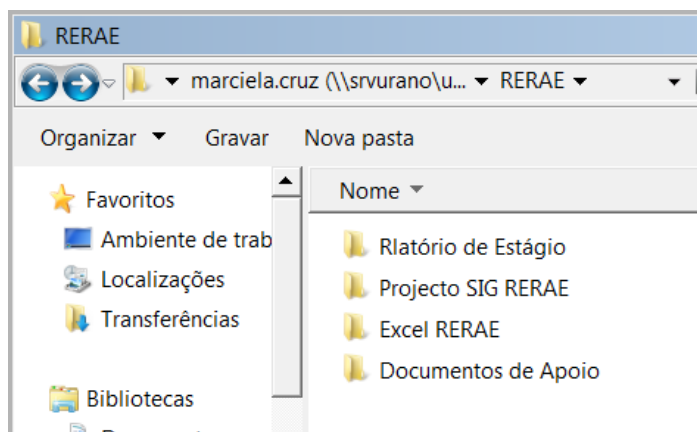 RERAE
marciela.cruz (\\srvurano\u... RERAE
Organizar Gravar Nova pasta
Favoritos
Ambiente de trab
Localizações
Transferências
Bibliotecas
Nome
Rlatório de Estágio
Projecto SIG RERAE
Excel RERAE
Documentos de Apoio